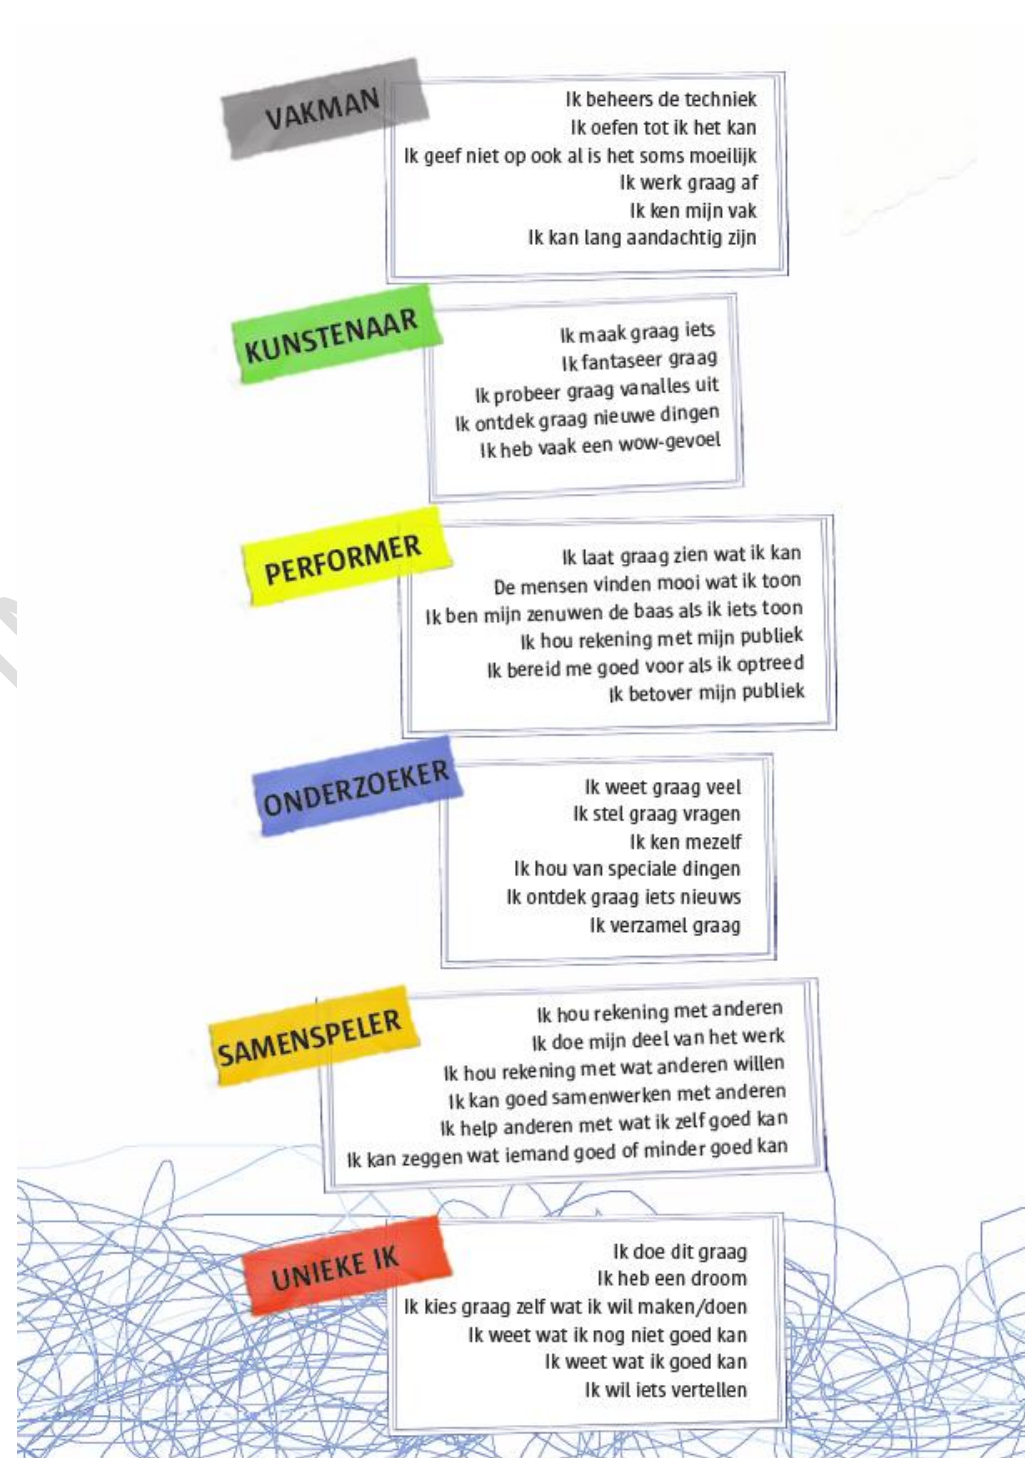 VAKMAN
Ik beheers de techniek
Ik oefen tot ik het kan
Ik geef niet op ook al is het soms moeilijk
Ik werk graag af
Ik ken mijn vak
Ik kan lang aandachtig zijn
KUNSTENAAR
Ik maak graag iets
Ik fantaseer graag
Ik probeer graag vanalles uit
Ik ontdek graag nieuwe dingen
Ik heb vaak een wow-gevoel
PERFORMER
Ik laat graag zien wat ik kan
De mensen vinden mooi wat ik toon
Ik ben mijn zenuwen de baas als ik iets toon
Ik hou rekening met mijn publiek
Ik bereid me goed voor als ik optreed
Ik betover mijn publiek
ONDERZOEKER
Ik weet graag veel
Ik stel graag vragen
Ik ken mezelf
Ik hou van speciale dingen
Ik ontdek graag iets nieuws
Ik verzamel graag
SAMENSPELER
Ik hou rekening met anderen
Ik doe mijn deel van het werk
Ik hou rekening met wat anderen willen
Ik kan goed samenwerken met anderen
Ik help anderen met wat ik zelf goed kan
Ik kan zeggen wat iemand goed of minder goed kan
UNIEKE IK
Ik doe dit graag
Ik heb een droom
Ik kies graag zelf wat ik wil maken/doen
Ik weet wat ik nog niet goed kan
Ik weet wat ik goed kan
Ik wil iets vertellen